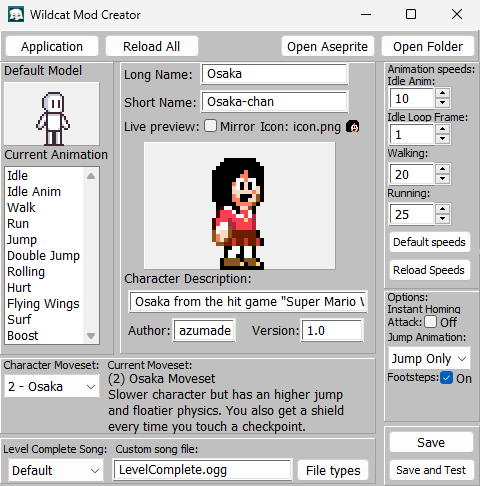 Wildcat Mod Creator
Application
Reload All
Open Aseprite
Open Folder
Default Model
Current Animation
Idle
Idle Anim
Walk
Run
Jump
Double Jump
Rolling
Hurt
Flying Wings
Surf
Boost
Long Name: Osaka
Short Name: Osaka-chan
Live preview: Mirror Icon: icon.png
Character Description:
Osaka from the hit game "Super Mario
Author: azumade
Version: 1.0
Animation speeds:
Idle Anim:
10
Idle Loop Frame:
1
Walking:
20
Running:
25
Default speeds
Reload Speeds
Options:
Instant Homing
Attack: Off
Jump Animation:
Jump Only
Footsteps: On
Character Moveset:
2 - Osaka
Current Moveset:
(2) Osaka Moveset
Slower character but has an higher jump
and floatier physics. You also get a shield
every time you touch a checkpoint.
Level Complete Song:
Default
Custom song file:
LevelComplete.ogg
File types
Save
Save and Test